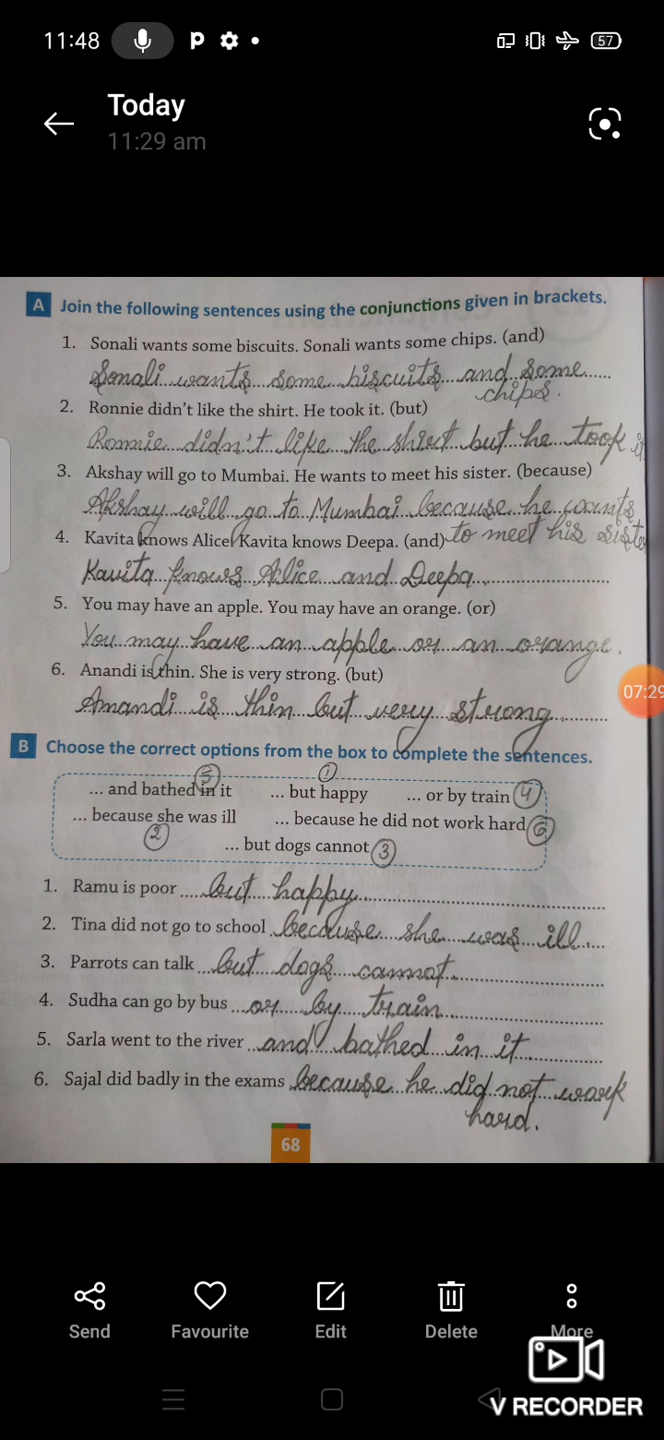 11:48
P
57
Today
11:29 am
A Join the following sentences using the conjunctions given in brackets.
1. Sonali wants some biscuits. Sonali wants some chips. (and)
Sonali wants some biscuits and some
chips.
2. Ronnie didn't like the shirt. He took it. (but)
Ronnie didn't like the shirt but he took it
3. Akshay will go to Mumbai. He wants to meet his sister. (because)
Akshay will go to Mumbai because he wants
4. Kavita knows Alice. Kavita knows Deepa. (and) to meet his sister
Kavita knows Alice and Deepa
5. You may have an apple. You may have an orange. (or)
You may have an apple or an orange.
6. Anandi is thin. She is very strong. (but)
Anandi is thin but very strong
07:29
B Choose the correct options from the box to complete the sentences.
5 1
... and bathed in it ... but happy ... or by train 4
... because she was ill ... because he did not work hard 6
2 ... but dogs cannot 3
1. Ramu is poor but happy
2. Tina did not go to school because she was ill
3. Parrots can talk but dogs cannot
4. Sudha can go by bus or by train
5. Sarla went to the river and bathed in it
6. Sajal did badly in the exams because he did not work
hard.
68
Send Favourite Edit Delete More
V RECORDER